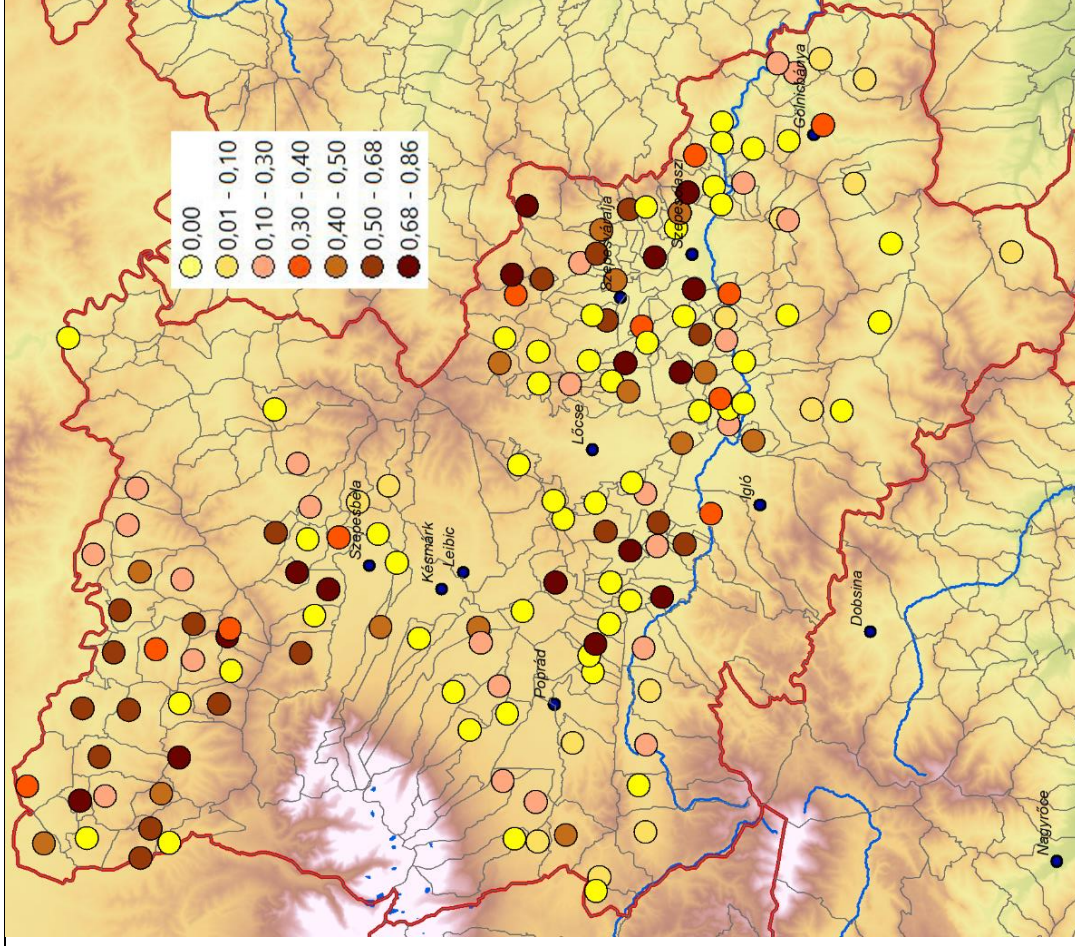 0,00
0,01 - 0,10
0,10 - 0,30
0,30 - 0,40
0,40 - 0,50
0,50 - 0,68
0,68 - 0,86
Gölnicbánya
Szepesváralja
Lőcse
Igló
Szepesbéla
Késmárk
Leibic
Poprád
Dobsina
Nagyrőce